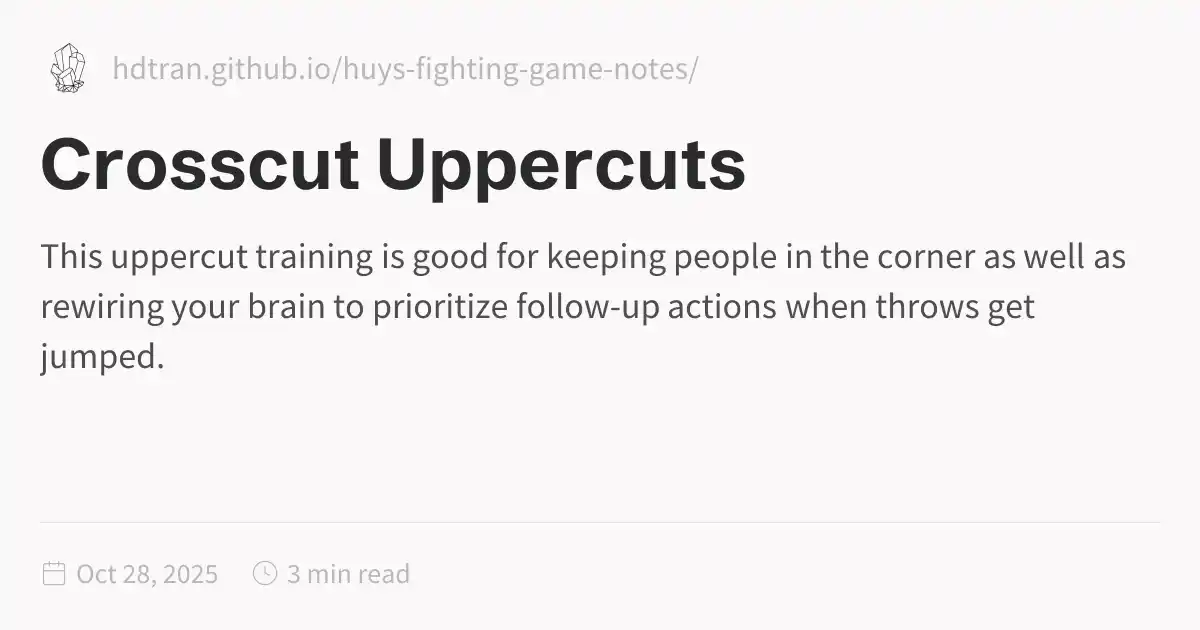 hdtran.github.io/huys-fighting-game-notes/
Crosscut Uppercuts
This uppercut training is good for keeping people in the corner as well as
rewiring your brain to prioritize follow-up actions when throws get
jumped.
Oct 28, 2025 3 min read